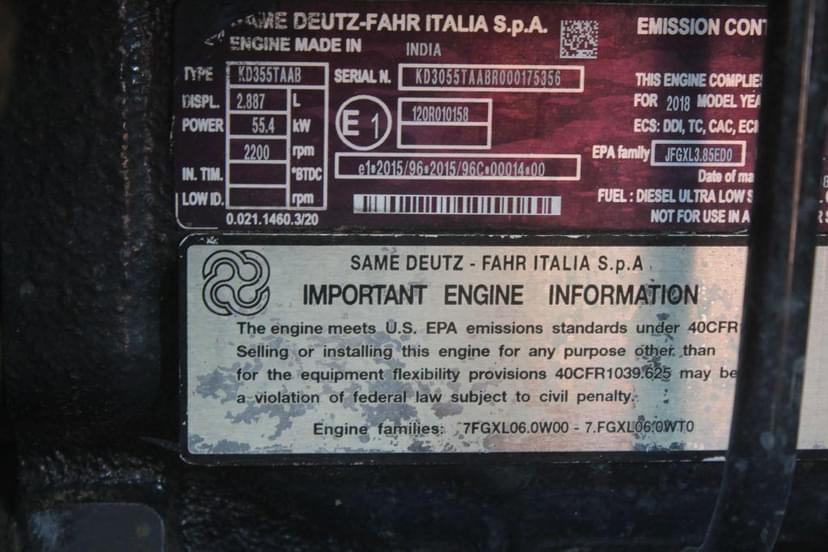 SAME DEUTZ-FAHR ITALIA S.p.A.
ENGINE MADE IN INDIA
TYPE KD355TAAB SERIAL N. KD3055TAABR000175356
DISPL. 2.887 L
POWER 55.4 kW
2200 rpm
IN. TIM. °BTDC
LOW ID. rpm
0.021.1460.3/20
E 1
120R010158
e1*2015/96*2015/96C*00014*00
EMISSION CONT
THIS ENGINE COMPLIE
FOR 2018 MODEL YEA
ECS: DDI, TC, CAC, ECI
EPA family JFGXL3.85ED0
Date of ma
FUEL : DIESEL ULTRA LOW S
NOT FOR USE IN A
SAME DEUTZ - FAHR ITALIA S.p.A
IMPORTANT ENGINE INFORMATION
The engine meets U.S. EPA emissions standards under 40CFR
Selling or installing this engine for any purpose other than
for the equipment flexibility provisions 40CFR1039.625 may be
a violation of federal law subject to civil penalty.
Engine families: 7FGXL06.0W00 - 7.FGXL06.0WT0